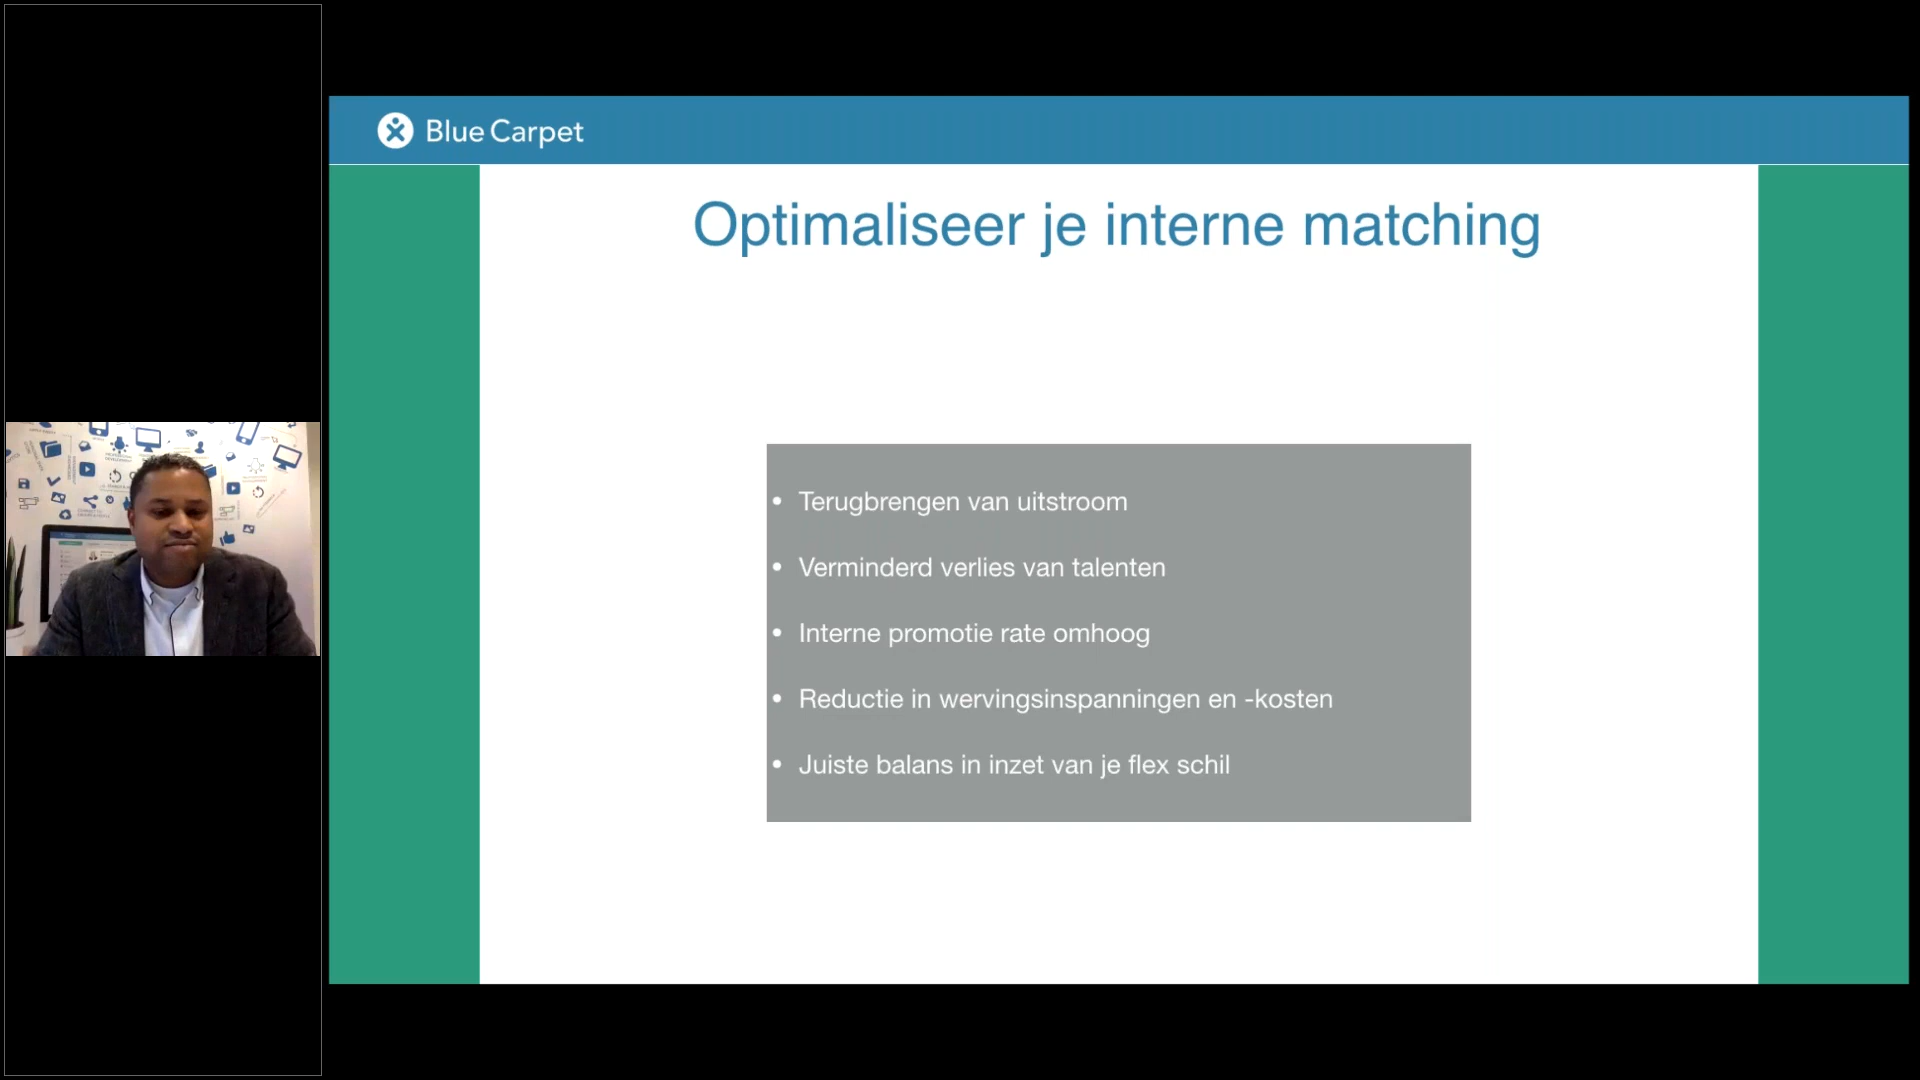 Blue Carpet
Optimaliseer je interne matching
• Terugbrengen van uitstroom
• Verminderd verlies van talenten
• Interne promotie rate omhoog
• Reductie in wervingsinspanningen en -kosten
• Juiste balans in inzet van je flex schil